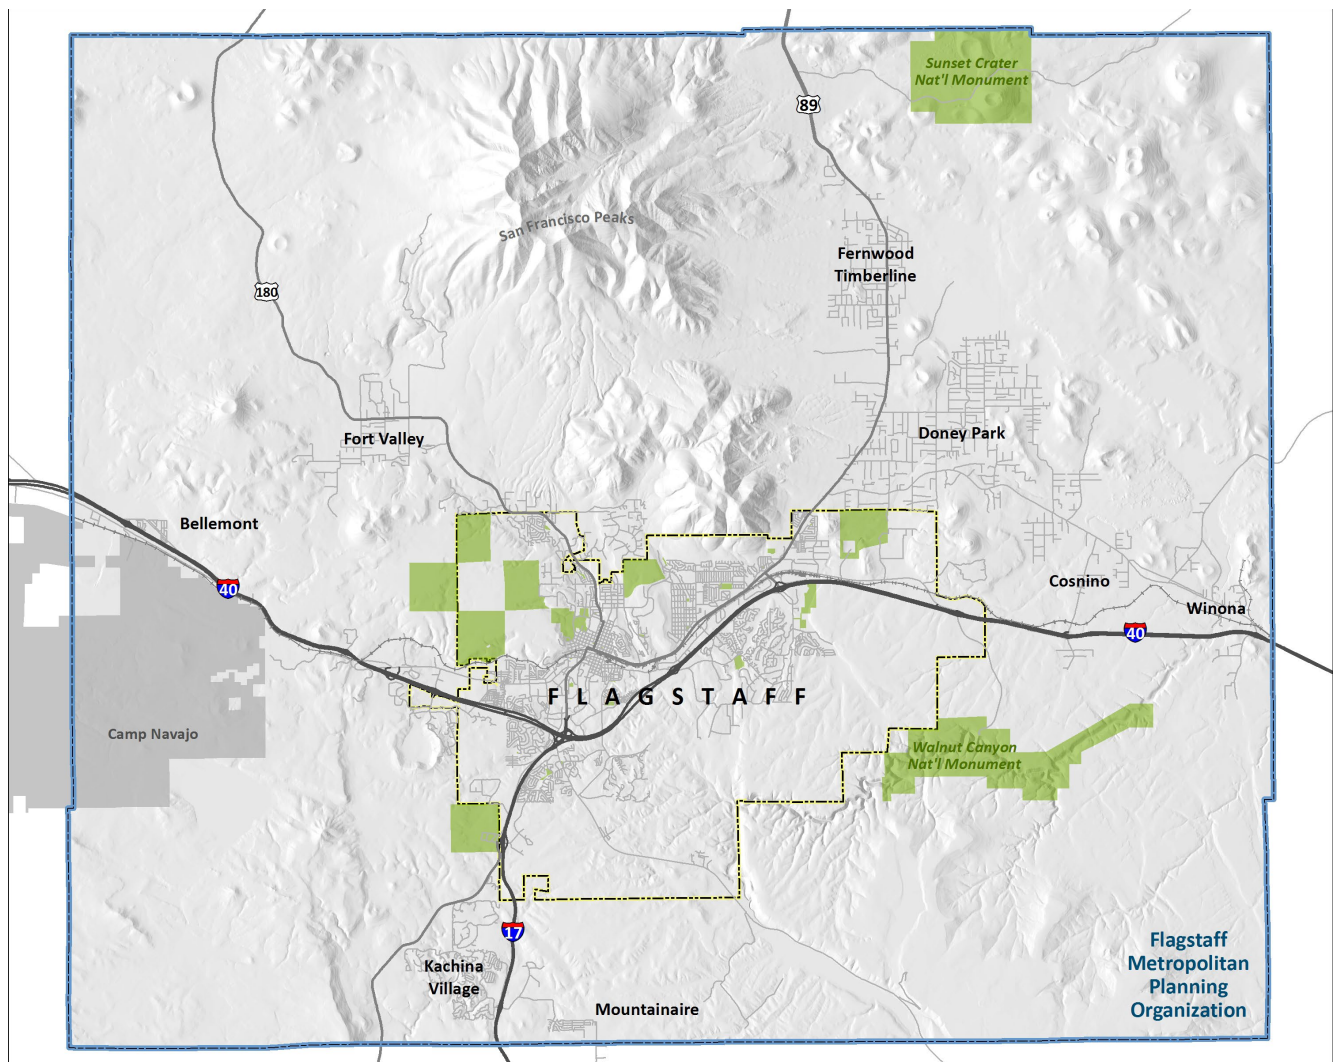 Sunset Crater
Nat'l Monument
89
San Francisco Peaks
Fernwood
Timberline
180
Fort Valley
Doney Park
Bellemont
40
Cosnino
Winona
40
FLAGSTAFF
Camp Navajo
Walnut Canyon
Nat'l Monument
17
Kachina
Village
Mountainaire
Flagstaff
Metropolitan
Planning
Organization